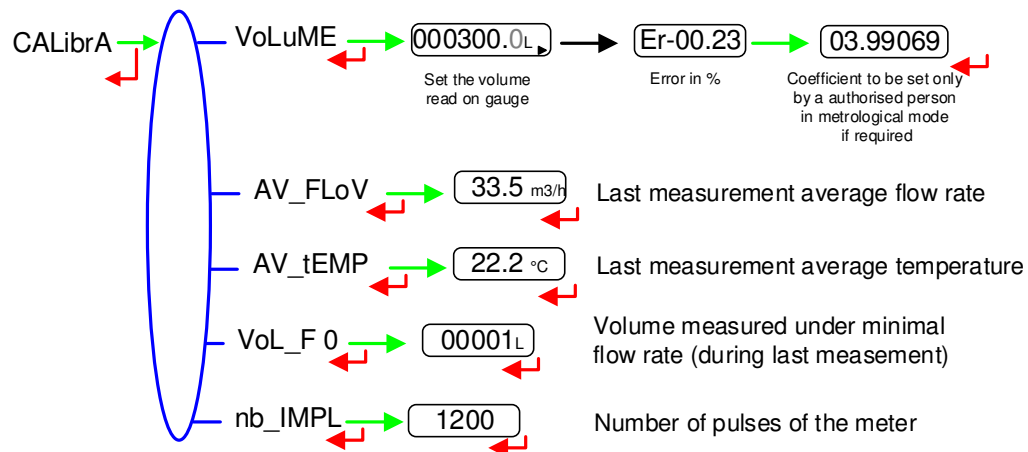 CALibrA
VoLuME
000300.0L
Er-00.23
03.99069
Set the volume
read on gauge
Error in %
Coefficient to be set only
by a authorised person
in metrological mode
if required
AV_FLoV
33.5 m3/h
Last measurement average flow rate
AV_tEMP
22.2 °C
Last measurement average temperature
VoL_F 0
00001L
Volume measured under minimal
flow rate (during last measement)
nb_IMPL
1200
Number of pulses of the meter